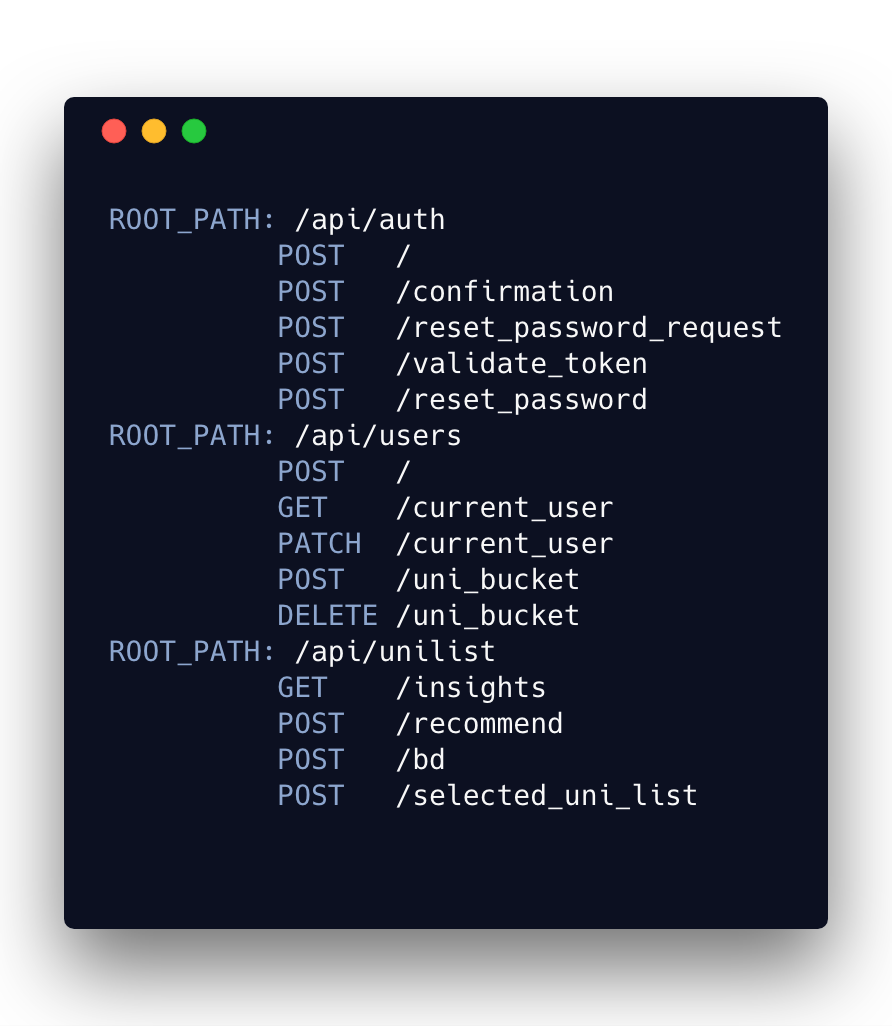 ROOT_PATH: /api/auth
POST /
POST /confirmation
POST /reset_password_request
POST /validate_token
POST /reset_password
ROOT_PATH: /api/users
POST /
GET /current_user
PATCH /current_user
POST /uni_bucket
DELETE /uni_bucket
ROOT_PATH: /api/unilist
GET /insights
POST /recommend
POST /bd
POST /selected_uni_list